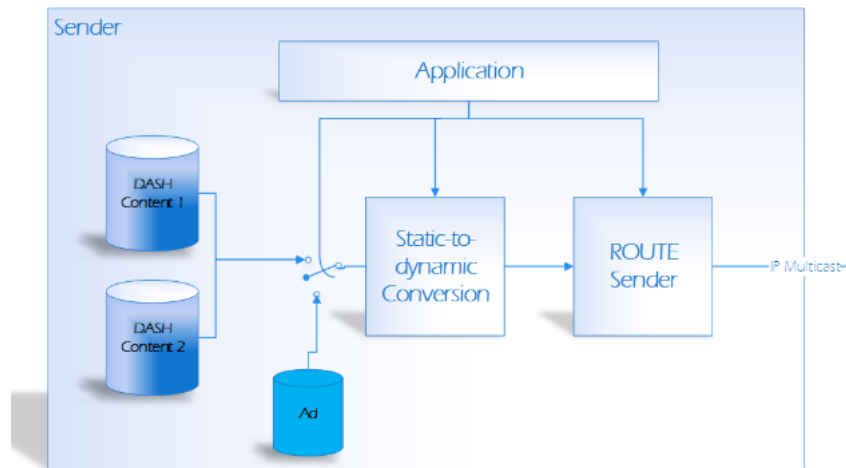 Sender
Application
DASH
Content 1
Static-to-
dynamic
Conversion
ROUTE
Sender
IP Multicast
DASH
Content 2
Ad